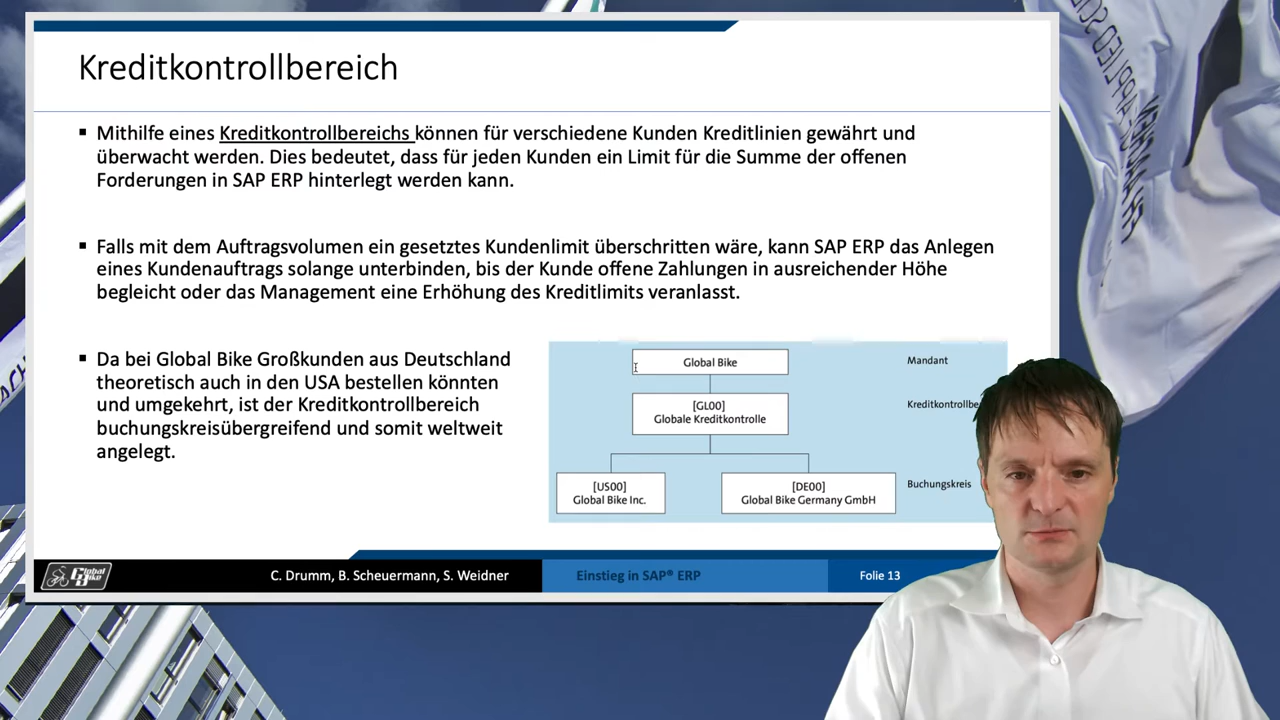 Kreditkontrollbereich
▪ Mithilfe eines Kreditkontrollbereichs können für verschiedene Kunden Kreditlinien gewährt und
überwacht werden. Dies bedeutet, dass für jeden Kunden ein Limit für die Summe der offenen
Forderungen in SAP ERP hinterlegt werden kann.
▪ Falls mit dem Auftragsvolumen ein gesetztes Kundenlimit überschritten wäre, kann SAP ERP das Anlegen
eines Kundenauftrags solange unterbinden, bis der Kunde offene Zahlungen in ausreichender Höhe
begleicht oder das Management eine Erhöhung des Kreditlimits veranlasst.
▪ Da bei Global Bike Großkunden aus Deutschland
theoretisch auch in den USA bestellen könnten
und umgekehrt, ist der Kreditkontrollbereich
buchungskreisübergreifend und somit weltweit
angelegt.
Global Bike
Mandant
[GL00]
Globale Kreditkontrolle
Kreditkontrollbe
[US00]
Global Bike Inc.
[DE00]
Global Bike Germany GmbH
Buchungskreis
Global Bike
C. Drumm, B. Scheuermann, S. Weidner
Einstieg in SAP® ERP
Folie 13